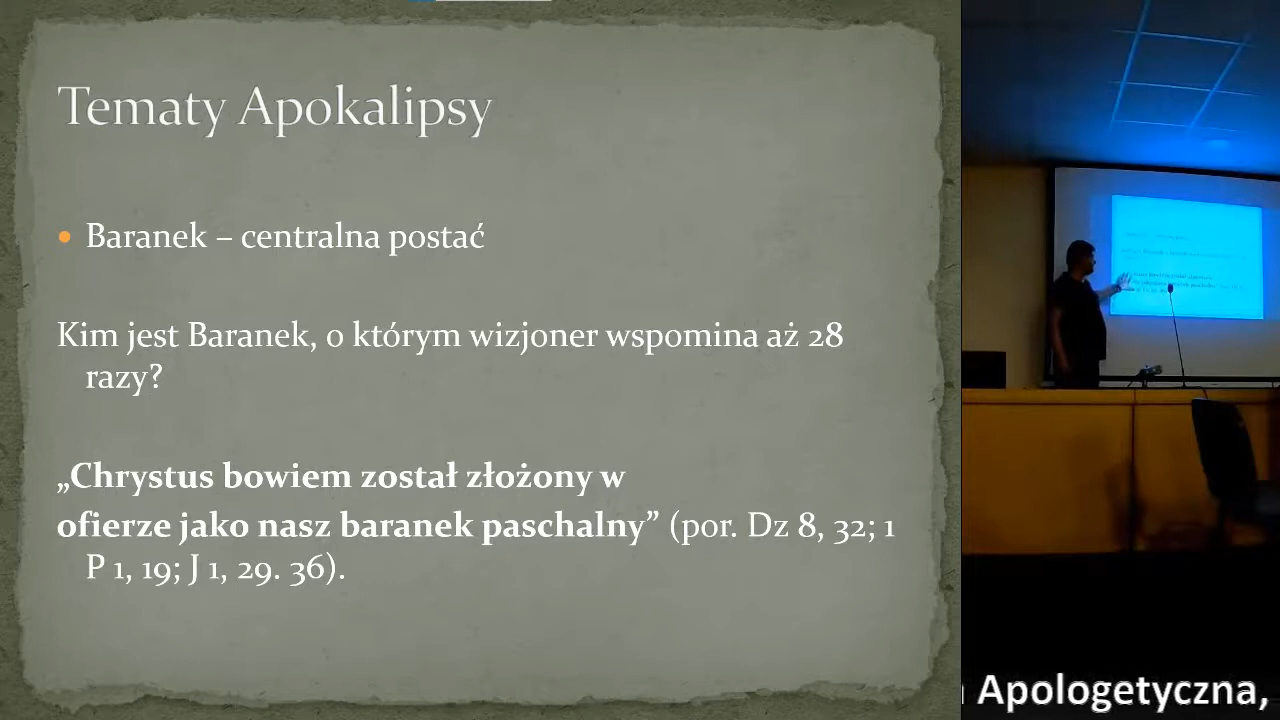 Tematy Apokalipsy
• Baranek – centralna postać
Kim jest Baranek, o którym wizjoner wspomina aż 28
razy?
„Chrystus bowiem został złożony w
ofierze jako nasz baranek paschalny” (por. Dz 8, 32; 1
P 1, 19; J 1, 29. 36).
Apologetyczna,